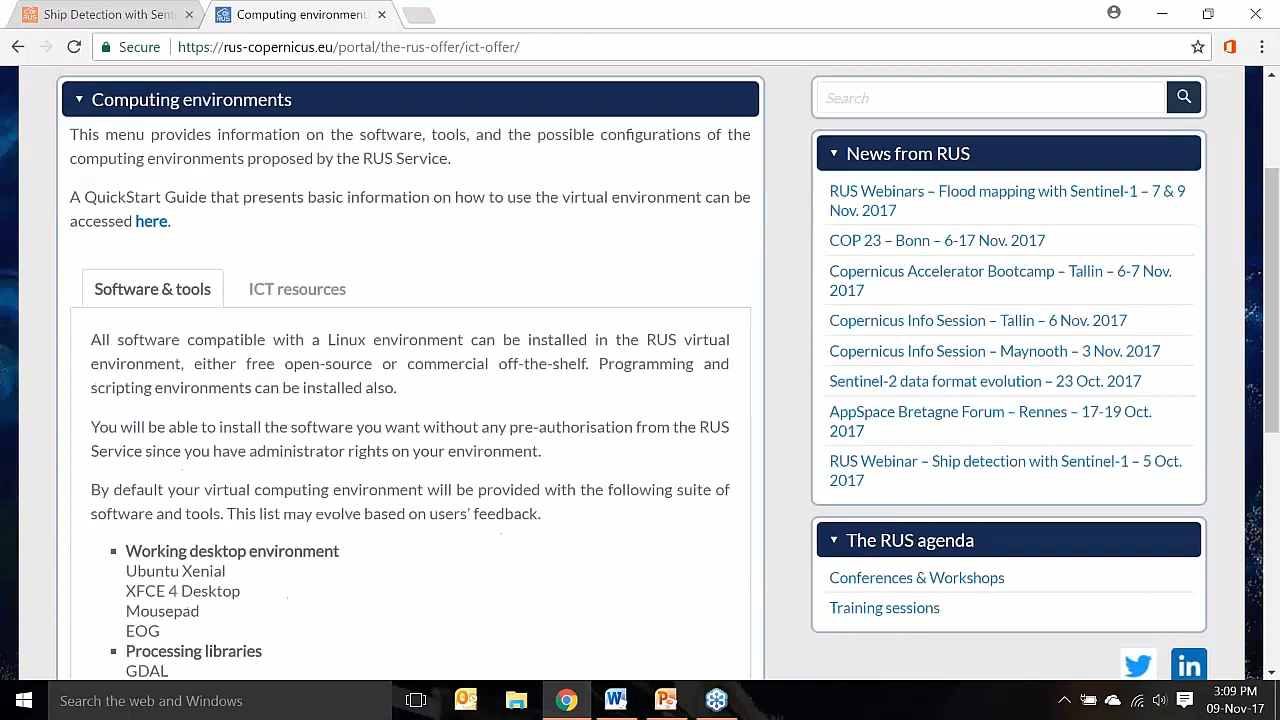 Ship Detection with Sent
Computing environment
Secure
https://rus-copernicus.eu/portal/the-rus-offer/ict-offer/
Computing environments
This menu provides information on the software, tools, and the possible configurations of the
computing environments proposed by the RUS Service.
A QuickStart Guide that presents basic information on how to use the virtual environment can be
accessed here.
Software & tools
ICT resources
All software compatible with a Linux environment can be installed in the RUS virtual
environment, either free open-source or commercial off-the-shelf. Programming and
scripting environments can be installed also.
You will be able to install the software you want without any pre-authorisation from the RUS
Service since you have administrator rights on your environment.
By default your virtual computing environment will be provided with the following suite of
software and tools. This list may evolve based on users' feedback.
Working desktop environment
Ubuntu Xenial
XFCE 4 Desktop
Mousepad
EOG
Processing libraries
GDAL
Search
News from RUS
RUS Webinars – Flood mapping with Sentinel-1 – 7 & 9
Nov. 2017
COP 23 – Bonn – 6-17 Nov. 2017
Copernicus Accelerator Bootcamp – Tallin – 6-7 Nov.
2017
Copernicus Info Session – Tallin – 6 Nov. 2017
Copernicus Info Session – Maynooth – 3 Nov. 2017
Sentinel-2 data format evolution – 23 Oct. 2017
AppSpace Bretagne Forum – Rennes – 17-19 Oct.
2017
RUS Webinar – Ship detection with Sentinel-1 – 5 Oct.
2017
The RUS agenda
Conferences & Workshops
Training sessions
Search the web and Windows
3:09 PM
09-Nov-17